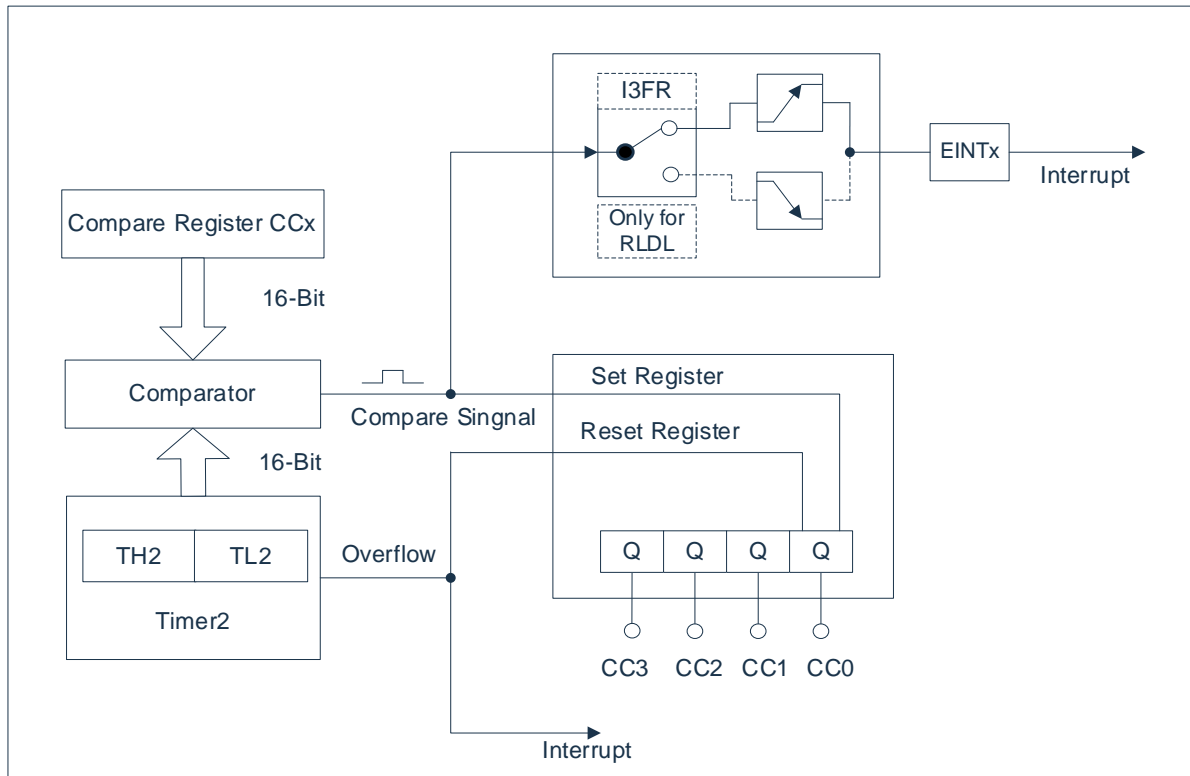 I3FR
Only for
RLDL
EINTx
Interrupt
Compare Register CCx
16-Bit
Comparator
Compare Singnal
16-Bit
TH2
TL2
Timer2
Overflow
Set Register
Reset Register
Q
Q
Q
Q
CC3
CC2
CC1
CC0
Interrupt